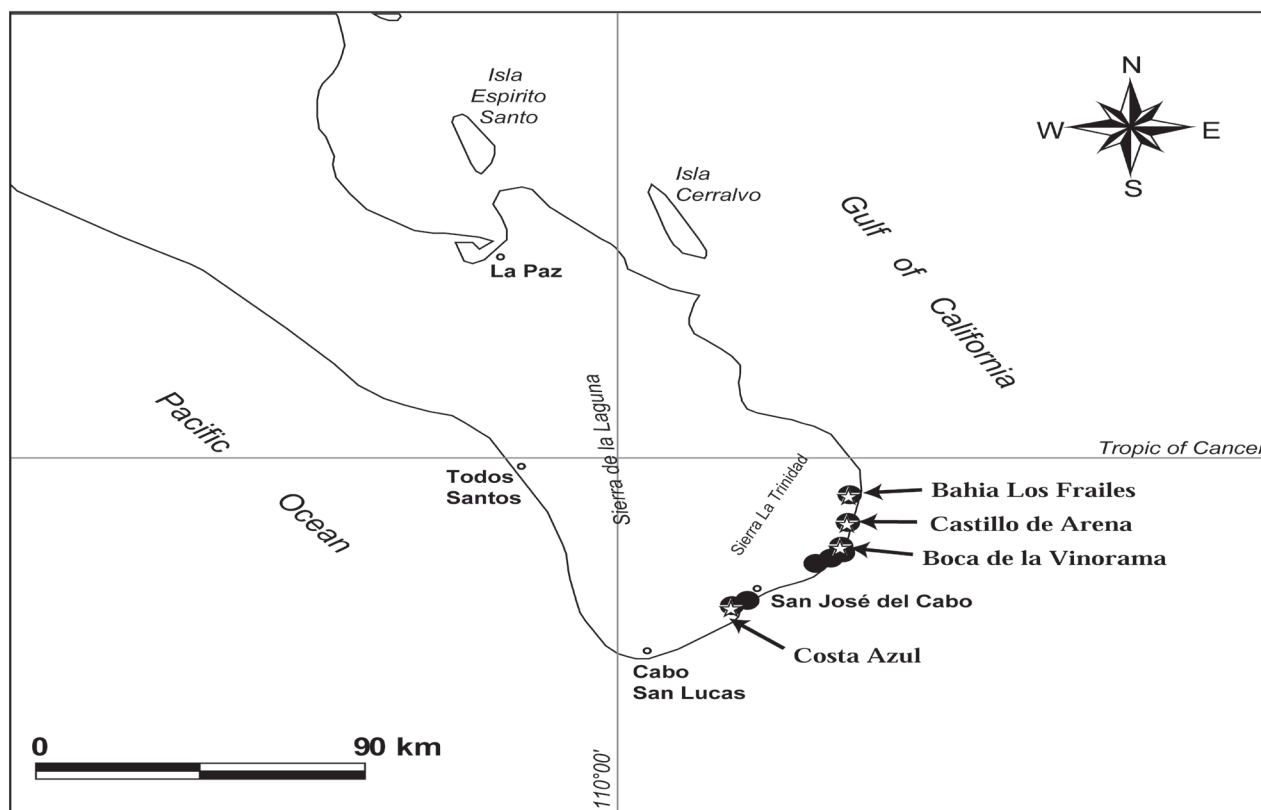 N
W
E
S
Isla
Espirito
Santo
Isla
Cerralvo
Gulf of California
La Paz
Pacific
Ocean
Sierra de la Laguna
Tropic of Cancer
Todos
Santos
Sierra La Trinidad
Bahia Los Frailes
Castillo de Arena
Boca de la Vinorama
San José del Cabo
Costa Azul
Cabo
San Lucas
0
90 km
110°00'